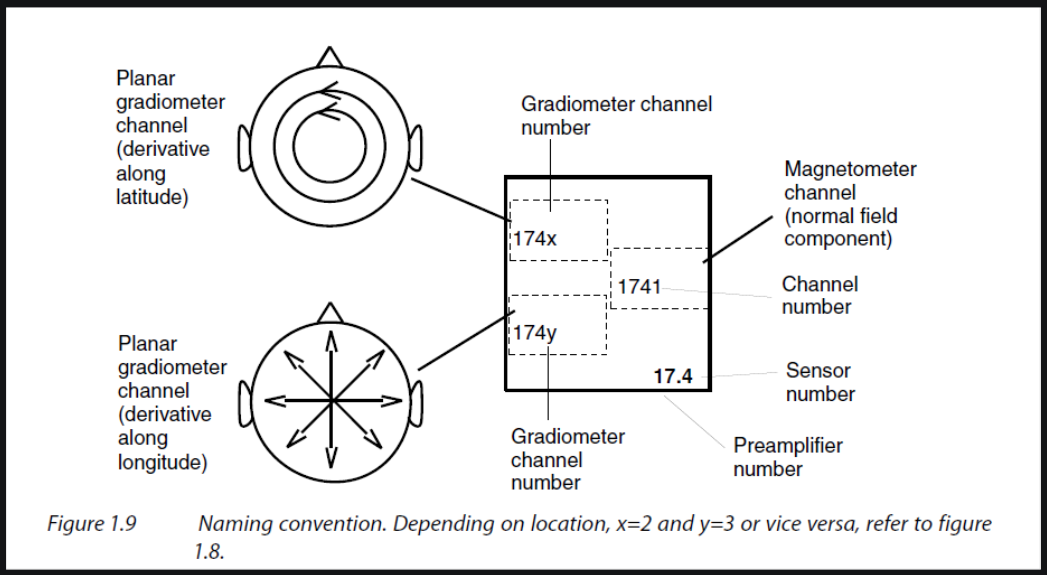 Planar
gradiometer
channel
(derivative
along
latitude)
Gradiometer channel
number
Magnetometer
channel
(normal field
component)
174x
1741
Channel
number
174y
17.4
Sensor
number
Planar
gradiometer
channel
(derivative
along
longitude)
Gradiometer
channel
number
Preamplifier
number
Figure 1.9 Naming convention. Depending on location, x=2 and y=3 or vice versa, refer to figure
1.8.